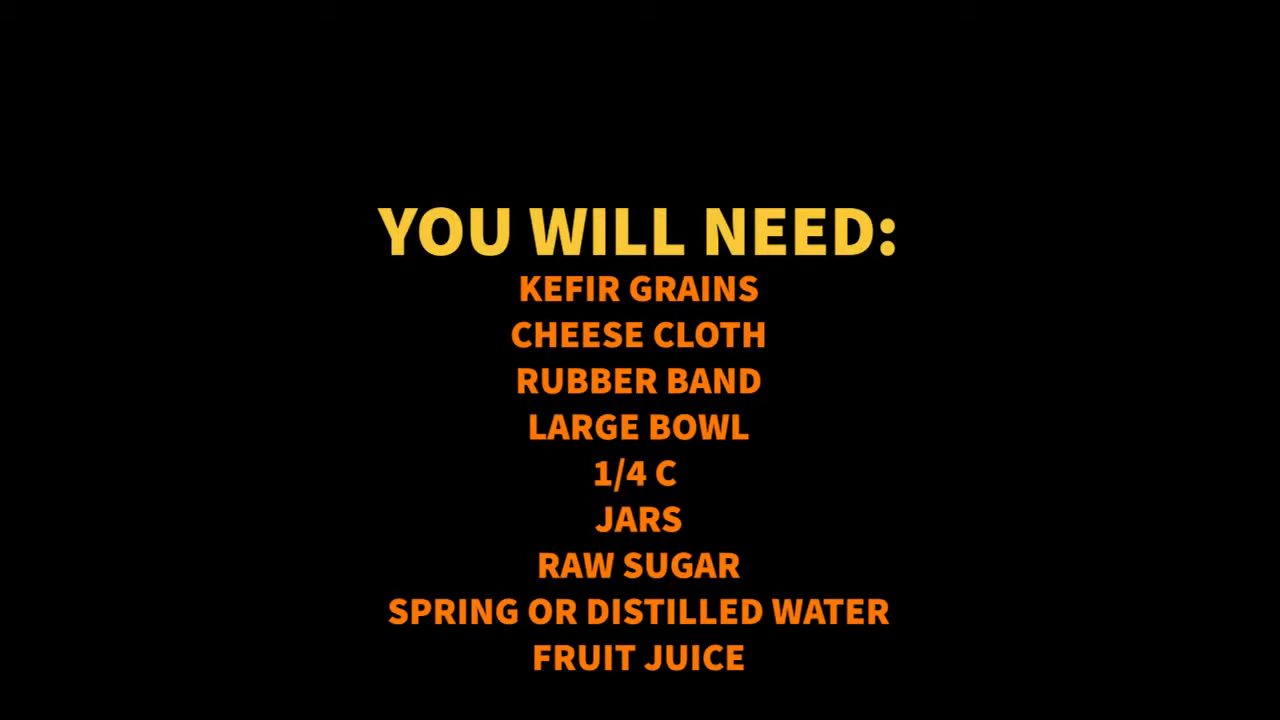 YOU WILL NEED:
KEFIR GRAINS
CHEESE CLOTH
RUBBER BAND
LARGE BOWL
1/4 C
JARS
RAW SUGAR
SPRING OR DISTILLED WATER
FRUIT JUICE